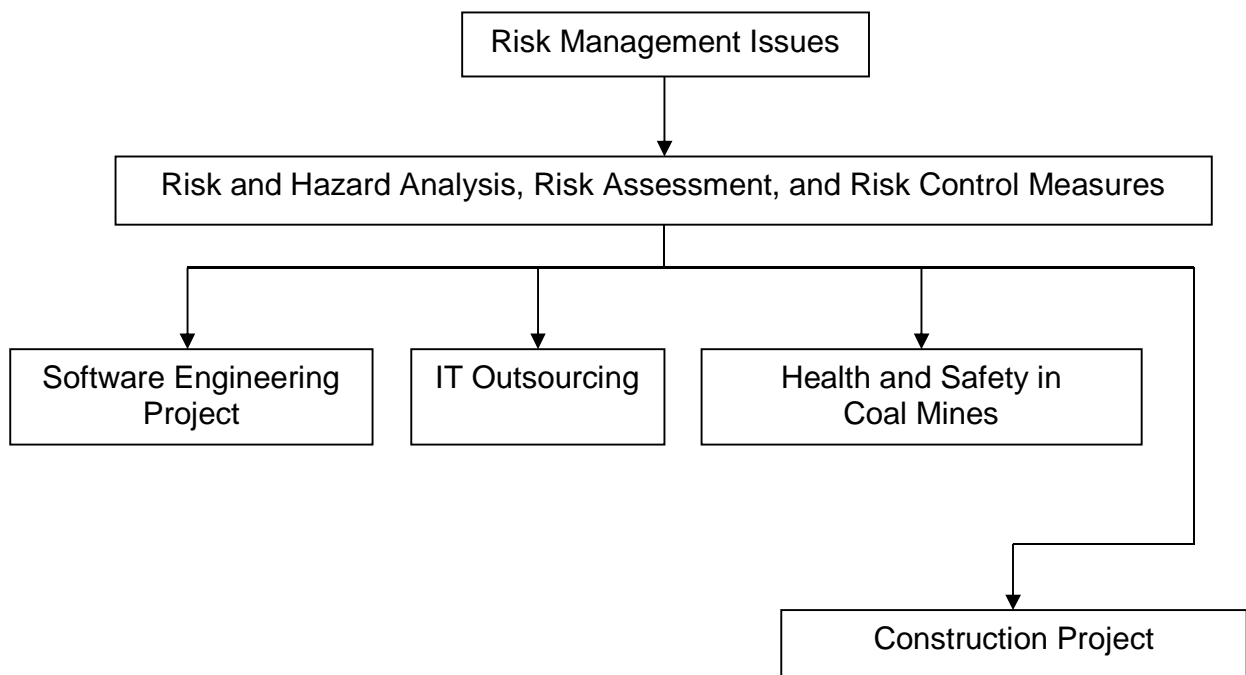 Risk Management Issues
Risk and Hazard Analysis, Risk Assessment, and Risk Control Measures
Software Engineering
Project
IT Outsourcing
Health and Safety in
Coal Mines
Construction Project